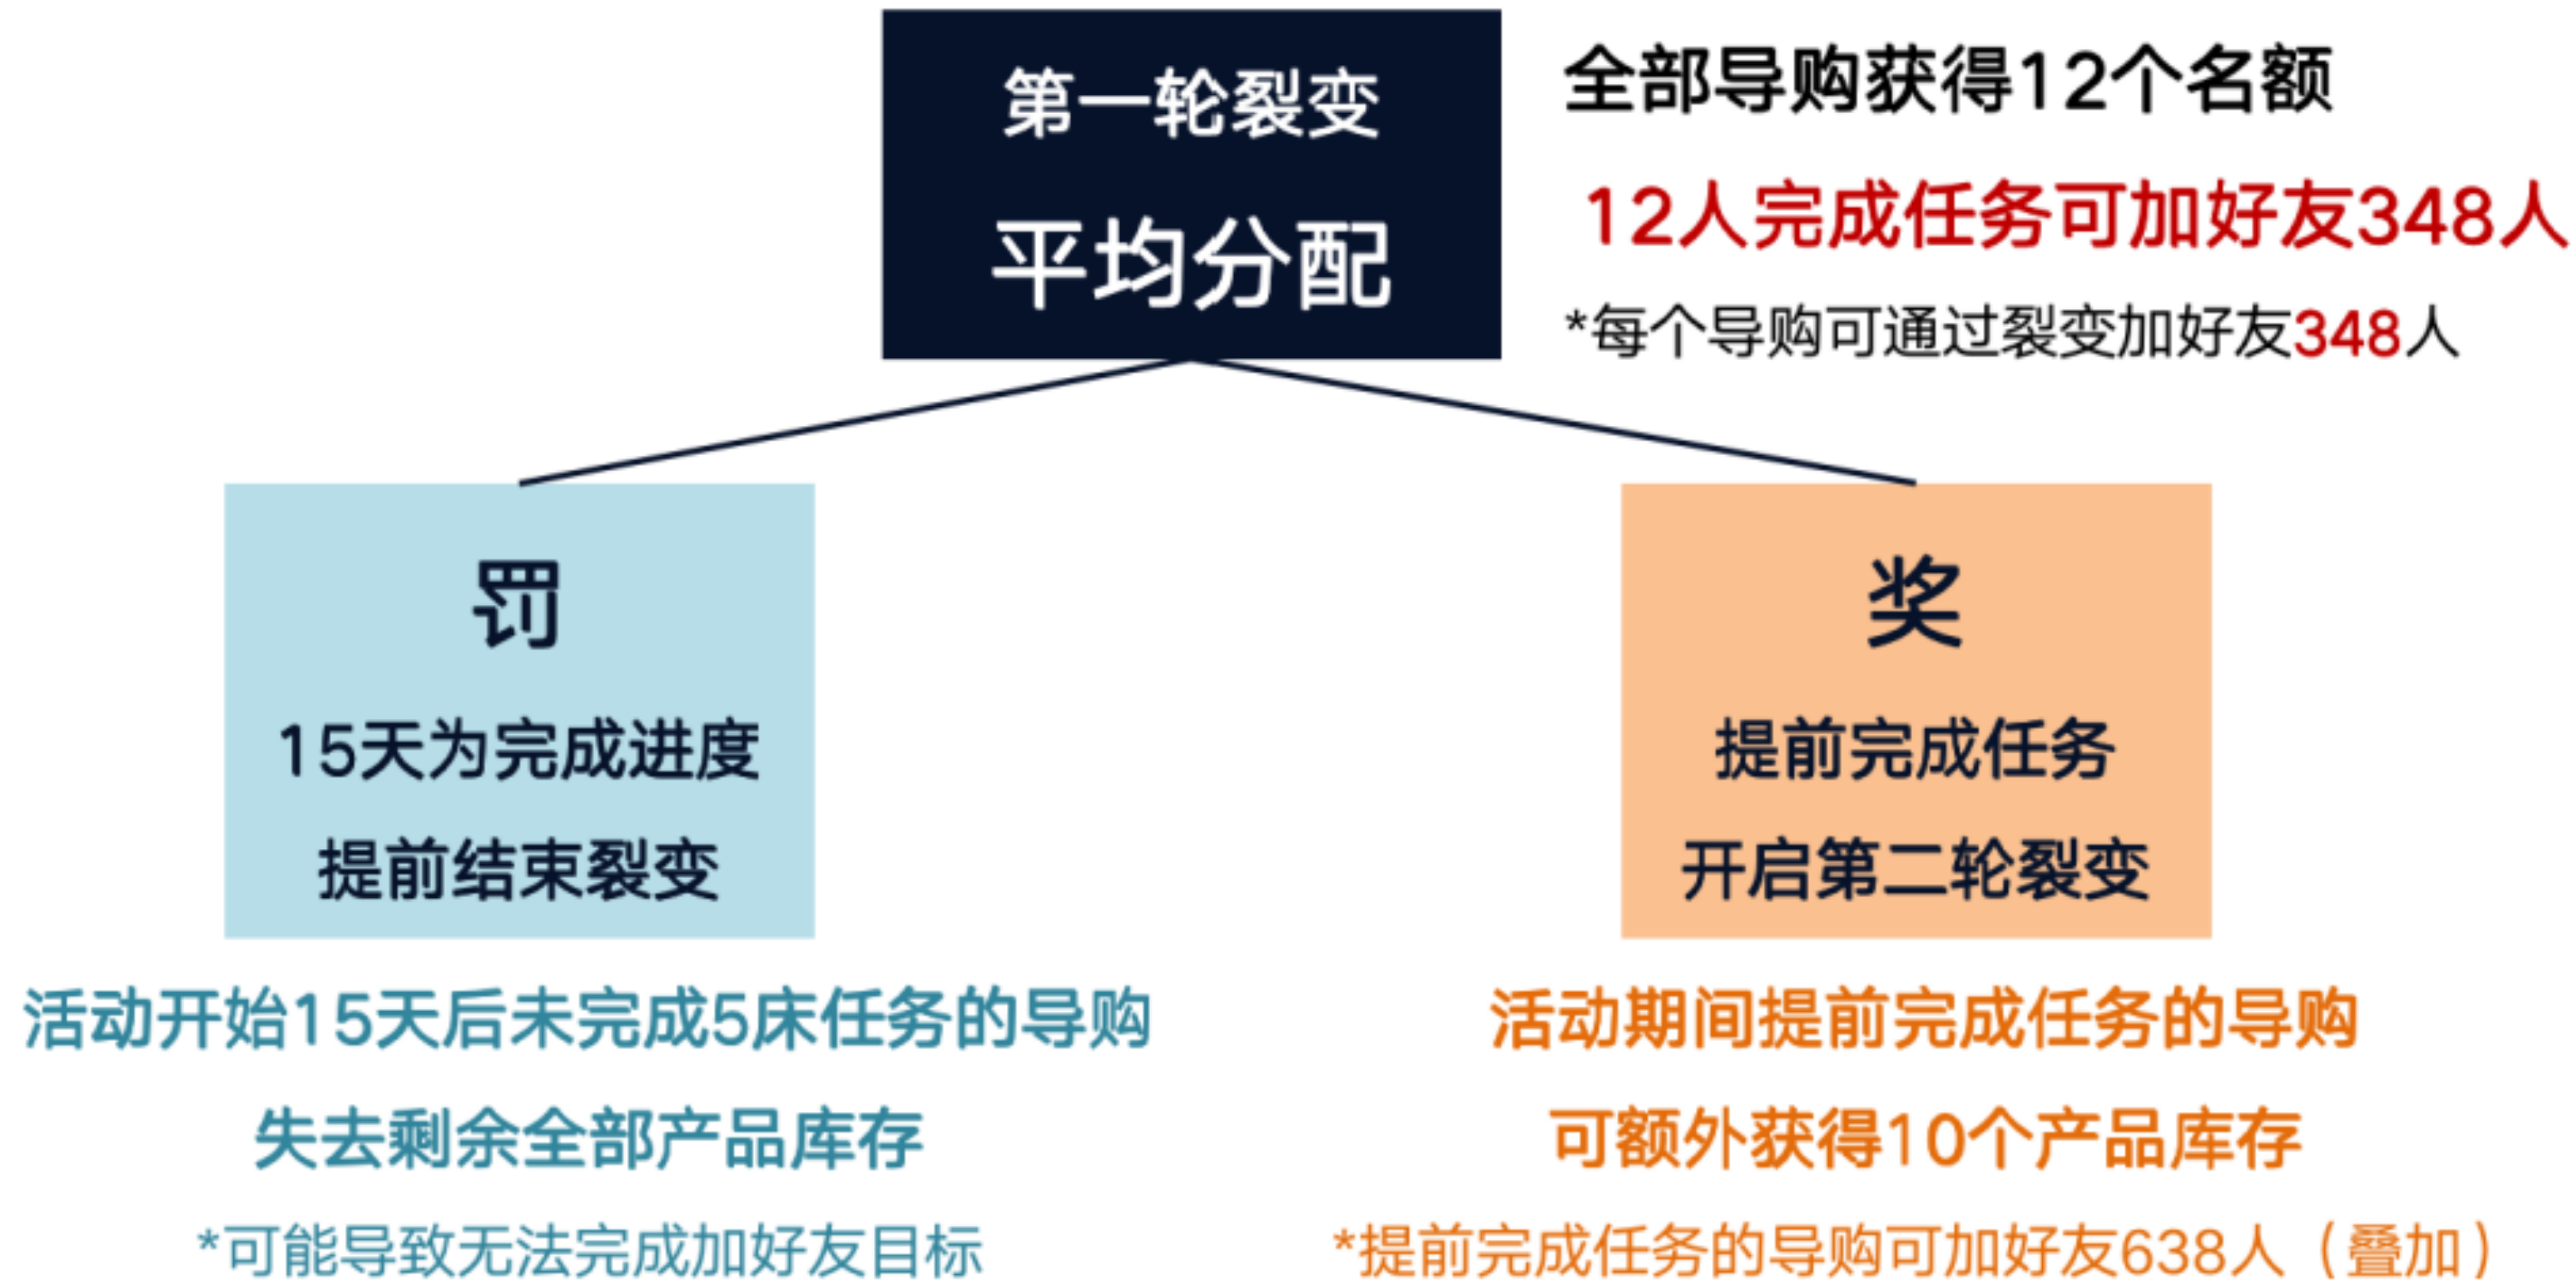 第一轮裂变
平均分配
全部导购获得12个名额
12人完成任务可加好友348人
*每个导购可通过裂变加好友348人
罚
15天为完成进度
提前结束裂变
活动开始15天后未完成5床任务的导购
失去剩余全部产品库存
*可能导致无法完成加好友目标
奖
提前完成任务
开启第二轮裂变
活动期间提前完成任务的导购
可额外获得10个产品库存
*提前完成任务的导购可加好友638人（叠加）